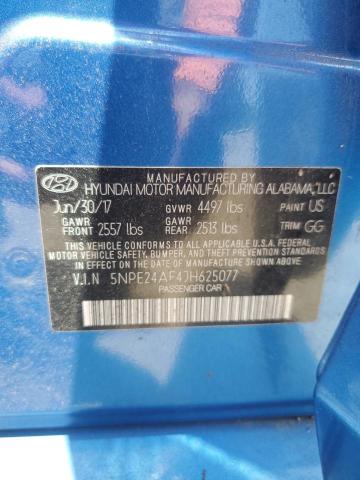 MANUFACTURED BY
HYUNDAI MOTOR MANUFACTURING ALABAMA, LLC
Jun/30/17 GVWR 4497 lbs PAINT US
GAWR FRONT 2557 lbs GAWR REAR 2513 lbs TRIM GG
THIS VEHICLE CONFORMS TO ALL APPLICABLE U.S.A. FEDERAL
MOTOR VEHICLE SAFETY, BUMPER, AND THEFT PREVENTION STANDARDS
IN EFFECT ON THE DATE OF MANUFACTURE SHOWN ABOVE.
V.I.N 5NPE24AF4JH625077
PASSENGER CAR